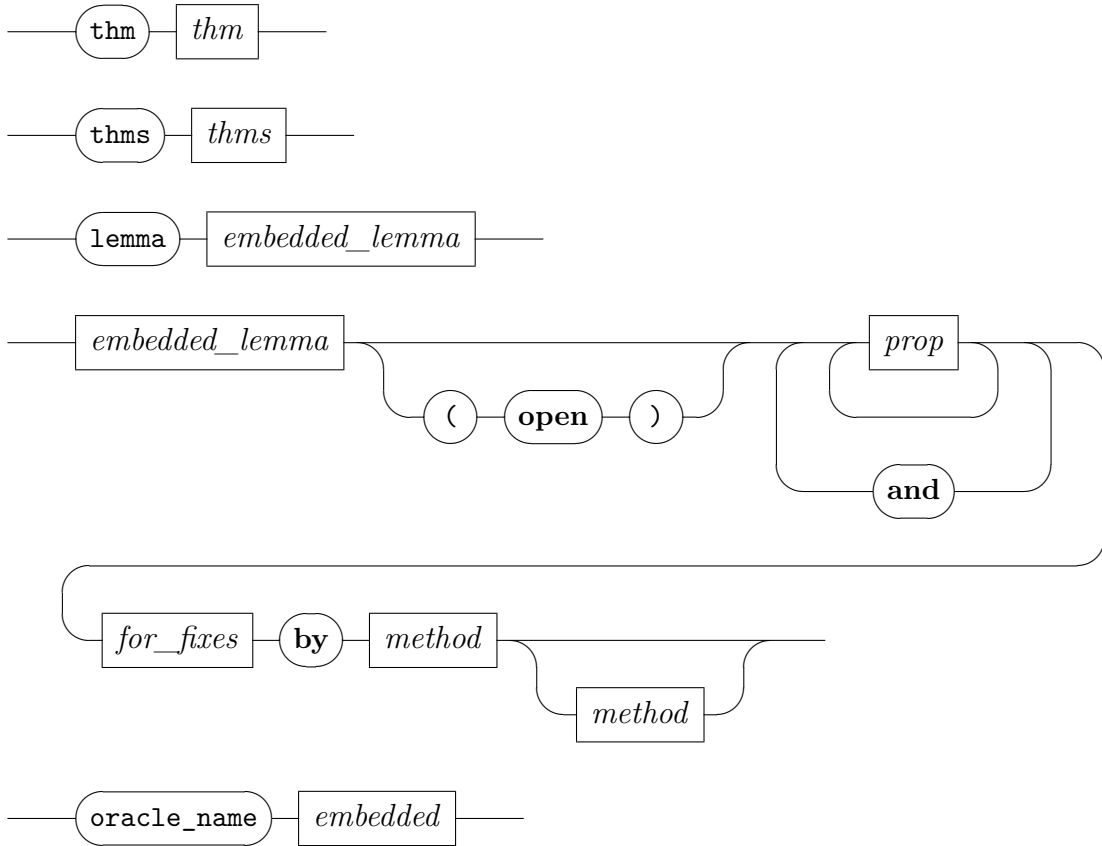 thm thm
thms thms
lemma embedded_lemma
embedded_lemma prop
( open )
and
for_fixes by method
method
oracle_name embedded